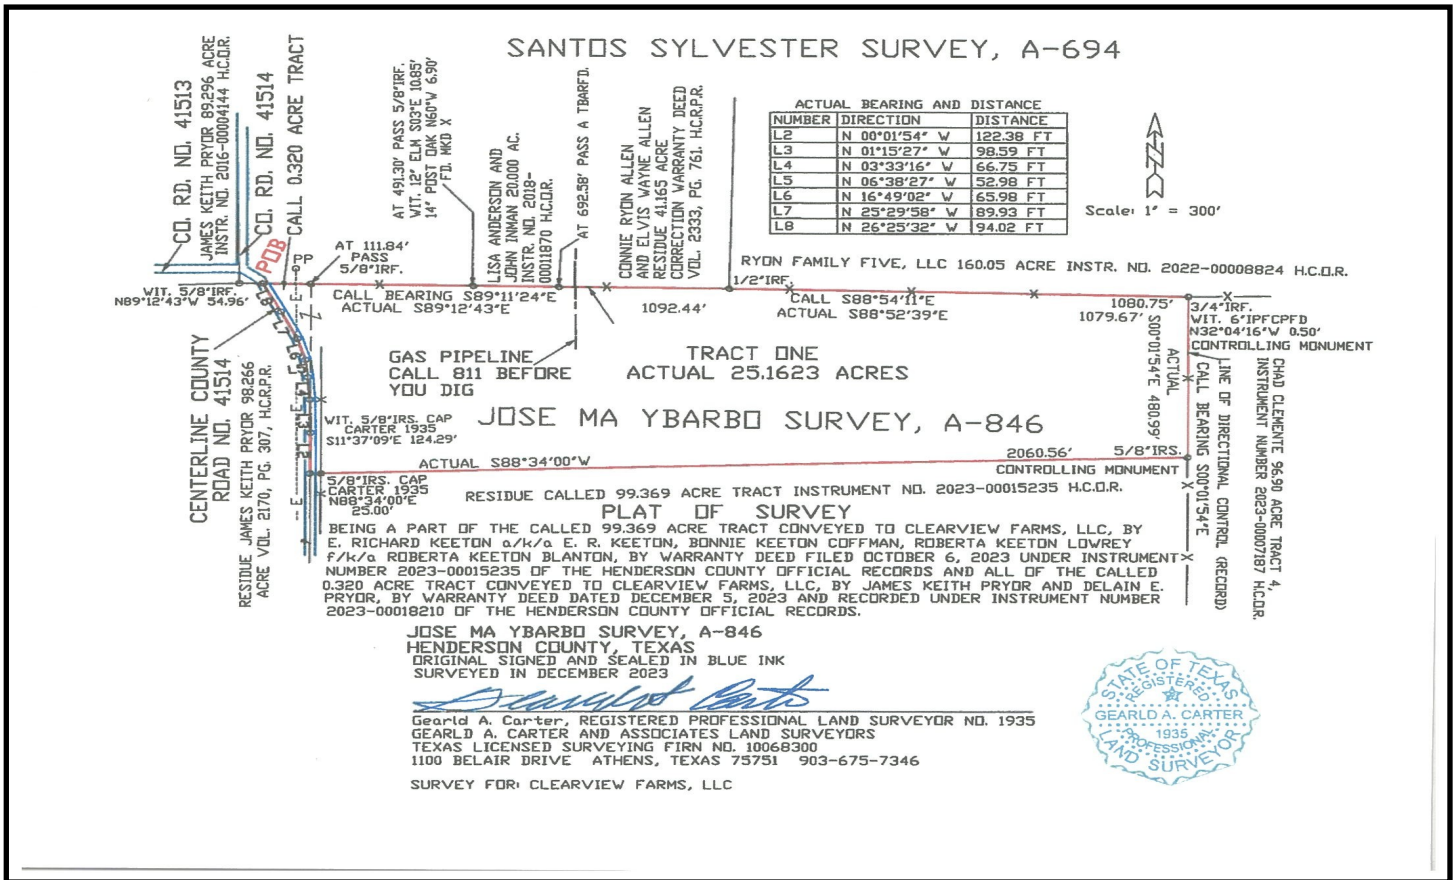 SANTOS SYLVESTER SURVEY, A-694
CO. RD. NO. 41513
JAMES KEITH PRYOR 89.296 ACRE
INSTR. NO. 2016-00004144 H.C.O.R.
CO. RD. NO. 41514
CALL 0.320 ACRE TRACT
POB
PP
AT 111.84'
PASS
5/8"IRF.
AT 491.30' PASS 5/8"IRF.
WIT. 12" ELM S03°E 10.85'
14" POST OAK N60°W 6.90'
FD. MKD X
LISA ANDERSON AND
JOHN INMAN 20.000 AC.
INSTR. NO. 2018-
00011870 H.C.O.R.
AT 692.58' PASS A TBARFD.
CONNIE RYON ALLEN
AND ELVIS WAYNE ALLEN
RESIDUE 41.165 ACRE
CORRECTION WARRANTY DEED
VOL. 2333, PG. 761. H.C.R.P.R.
ACTUAL BEARING AND DISTANCE
NUMBER DIRECTION DISTANCE
L2 N 00°01'54" W 122.38 FT
L3 N 01°15'27" W 98.59 FT
L4 N 03°33'16" W 66.75 FT
L5 N 06°38'27" W 52.98 FT
L6 N 16°49'02" W 65.98 FT
L7 N 25°29'58" W 89.93 FT
L8 N 26°25'32" W 94.02 FT
N
Scale: 1" = 300'
RYON FAMILY FIVE, LLC 160.05 ACRE INSTR. NO. 2022-00008824 H.C.O.R.
WIT. 5/8"IRF.
N89°12'43"W 54.96'
CALL BEARING S89°11'24"E
ACTUAL S89°12'43"E
1092.44'
1/2"IRF.
CALL S88°54'11"E
ACTUAL S88°52'39"E
1080.75'
1079.67'
3/4"IRF.
WIT. 6"IPFCPFD
N32°04'16"W 0.50'
CONTROLLING MONUMENT
L8
L7
L6
L4
L3
L2
E
E
E
CENTERLINE COUNTY
ROAD NO. 41514
RESIDUE JAMES KEITH PRYOR 98.266
ACRE VOL. 2170, PG. 307, H.C.R.P.R.
GAS PIPELINE
CALL 811 BEFORE
YOU DIG
TRACT ONE
ACTUAL 25.1623 ACRES
ACTUAL
S00°01'54"E 480.99'
CALL BEARING S00°01'54"E
LINE OF DIRECTIONAL CONTROL (RECORD)
CHAD CLEMENTE 96.90 ACRE TRACT 4,
INSTRUMENT NUMBER 2023-00007187 H.C.O.R.
WIT. 5/8"IRS. CAP
CARTER 1935
S11°37'09"E 124.29'
JOSE MA YBARBO SURVEY, A-846
ACTUAL S88°34'00"W
2060.56'
5/8"IRS.
CONTROLLING MONUMENT
5/8"IRS. CAP
CARTER 1935
N88°34'00"E
25.00'
RESIDUE CALLED 99.369 ACRE TRACT INSTRUMENT NO. 2023-00015235 H.C.O.R.
PLAT OF SURVEY
BEING A PART OF THE CALLED 99.369 ACRE TRACT CONVEYED TO CLEARVIEW FARMS, LLC, BY
E. RICHARD KEETON a/k/a E. R. KEETON, BONNIE KEETON COFFMAN, ROBERTA KEETON LOWREY
f/k/a ROBERTA KEETON BLANTON, BY WARRANTY DEED FILED OCTOBER 6, 2023 UNDER INSTRUMENT
NUMBER 2023-00015235 OF THE HENDERSON COUNTY OFFICIAL RECORDS AND ALL OF THE CALLED
0.320 ACRE TRACT CONVEYED TO CLEARVIEW FARMS, LLC, BY JAMES KEITH PRYOR AND DELAIN E.
PRYOR, BY WARRANTY DEED DATED DECEMBER 5, 2023 AND RECORDED UNDER INSTRUMENT NUMBER
2023-00018210 OF THE HENDERSON COUNTY OFFICIAL RECORDS.
JOSE MA YBARBO SURVEY, A-846
HENDERSON COUNTY, TEXAS
ORIGINAL SIGNED AND SEALED IN BLUE INK
SURVEYED IN DECEMBER 2023
Gearld A. Carter, REGISTERED PROFESSIONAL LAND SURVEYOR NO. 1935
GEARLD A. CARTER AND ASSOCIATES LAND SURVEYORS
TEXAS LICENSED SURVEYING FIRN NO. 10068300
1100 BELAIR DRIVE ATHENS, TEXAS 75751 903-675-7346
SURVEY FOR: CLEARVIEW FARMS, LLC
STATE OF TEXAS
REGISTERED
GEARLD A. CARTER
1935
PROFESSIONAL
LAND SURVEYOR